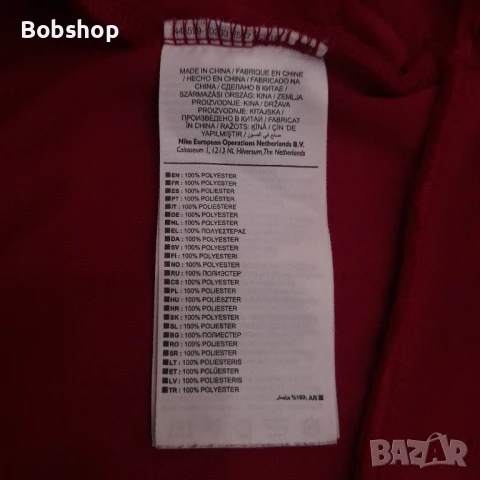 Bobshop
MADE IN CHINA / FABRIQUE EN CHINE
/ HECHO EN CHINA / FABRICADO NA
CHINA / СДЕЛАНО В КИТАЕ /
SZÁRMAZÁSI ORSZÁG: KÍNA / ZEMLJA
PROIZVODNJE: KINA / DRŽAVA
PROIZVODNJE: KITAJSKA /
ПРОИЗВЕДЕНО В КИТАЙ / FABRICAT
ÎN CHINA / RAŽOTS: ĶĪNĀ / ÇİN 'DE
YAPILMIŞTIR / صنع في الصين
Nike European Operations Netherlands B.V.
Colosseum 1, 1213 NL Hilversum, The Netherlands
EN : 100% POLYESTER
FR : 100% POLYESTER
ES : 100% POLIÉSTER
PT : 100% POLIÉSTER
IT : 100% POLIESTERE
DE : 100% POLYESTER
NL : 100% POLYESTER
EL : 100% ΠΟΛΥΕΣΤΕΡΑΣ
DA : 100% POLYESTER
SV : 100% POLYESTER
FI : 100% POLYESTERI
NO : 100% POLYESTER
RU : 100% ПОЛИЭСТЕР
CS : 100% POLYESTER
PL : 100% POLIESTER
HU : 100% POLIÉSZTER
HR : 100% POLIESTER
SK : 100% POLYESTER
SL : 100% POLIESTER
BG : 100% ПОЛИЕСТЕР
RO : 100% POLIESTER
SR : 100% POLIESTER
LT : 100% POLIESTERIS
ET : 100% POLÜESTER
LV : 100% POLIESTERIS
TR : 100% POLYESTER
AR : 100% بوليستر
BAZAR